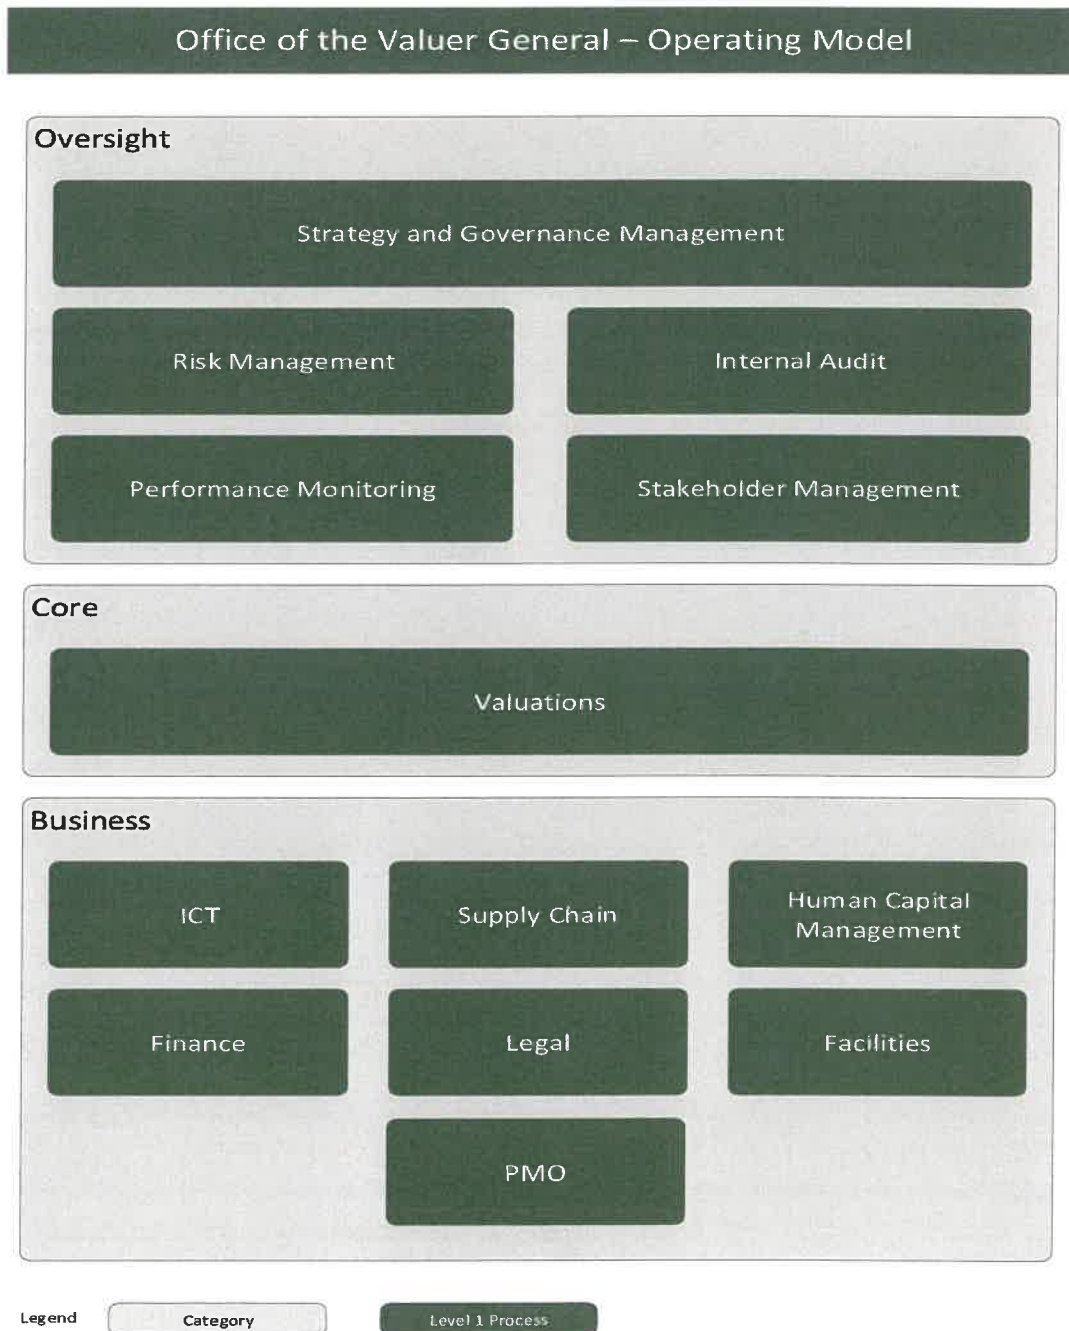 Office of the Valuer General – Operating Model
Oversight
Strategy and Governance Management
Risk Management
Internal Audit
Performance Monitoring
Stakeholder Management
Core
Valuations
Business
ICT
Supply Chain
Human Capital
Management
Finance
Legal
Facilities
PMO
Legend
Category
Level 1 Process